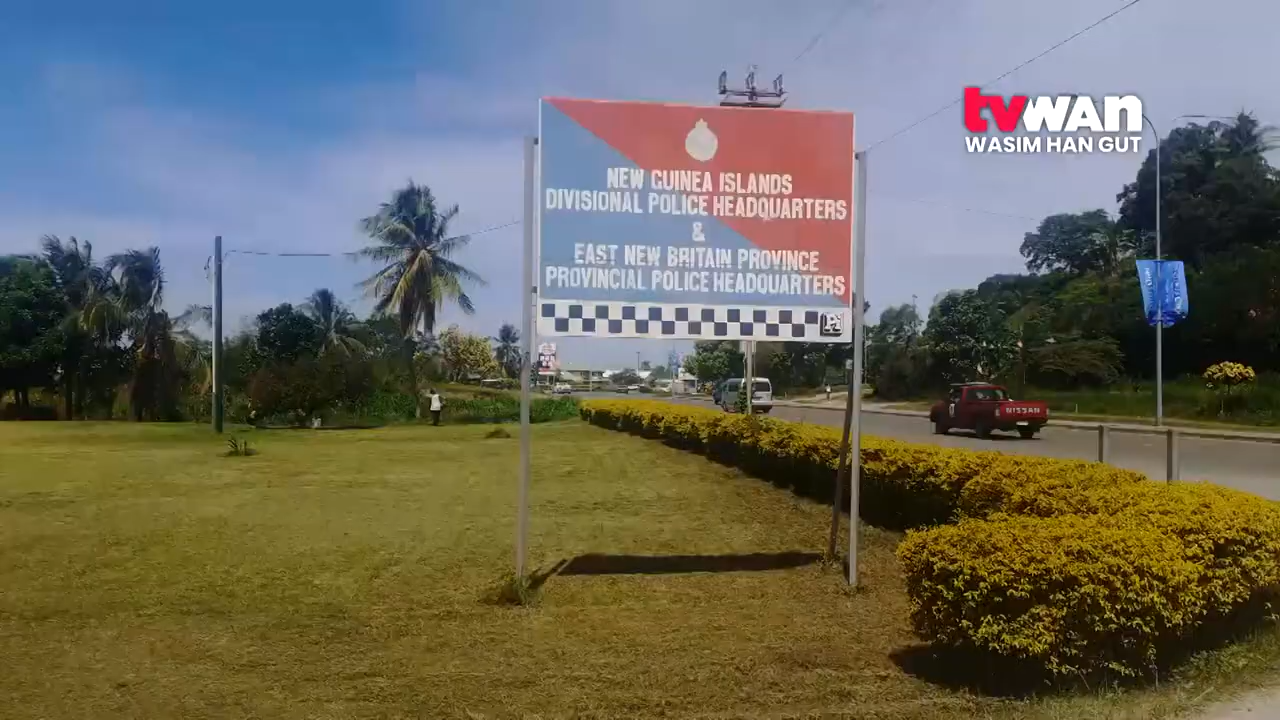 tvwan
WASIM HAN GUT
NEW GUINEA ISLANDS
DIVISIONAL POLICE HEADQUARTERS
&
EAST NEW BRITAIN PROVINCE
PROVINCIAL POLICE HEADQUARTERS
NISSAN